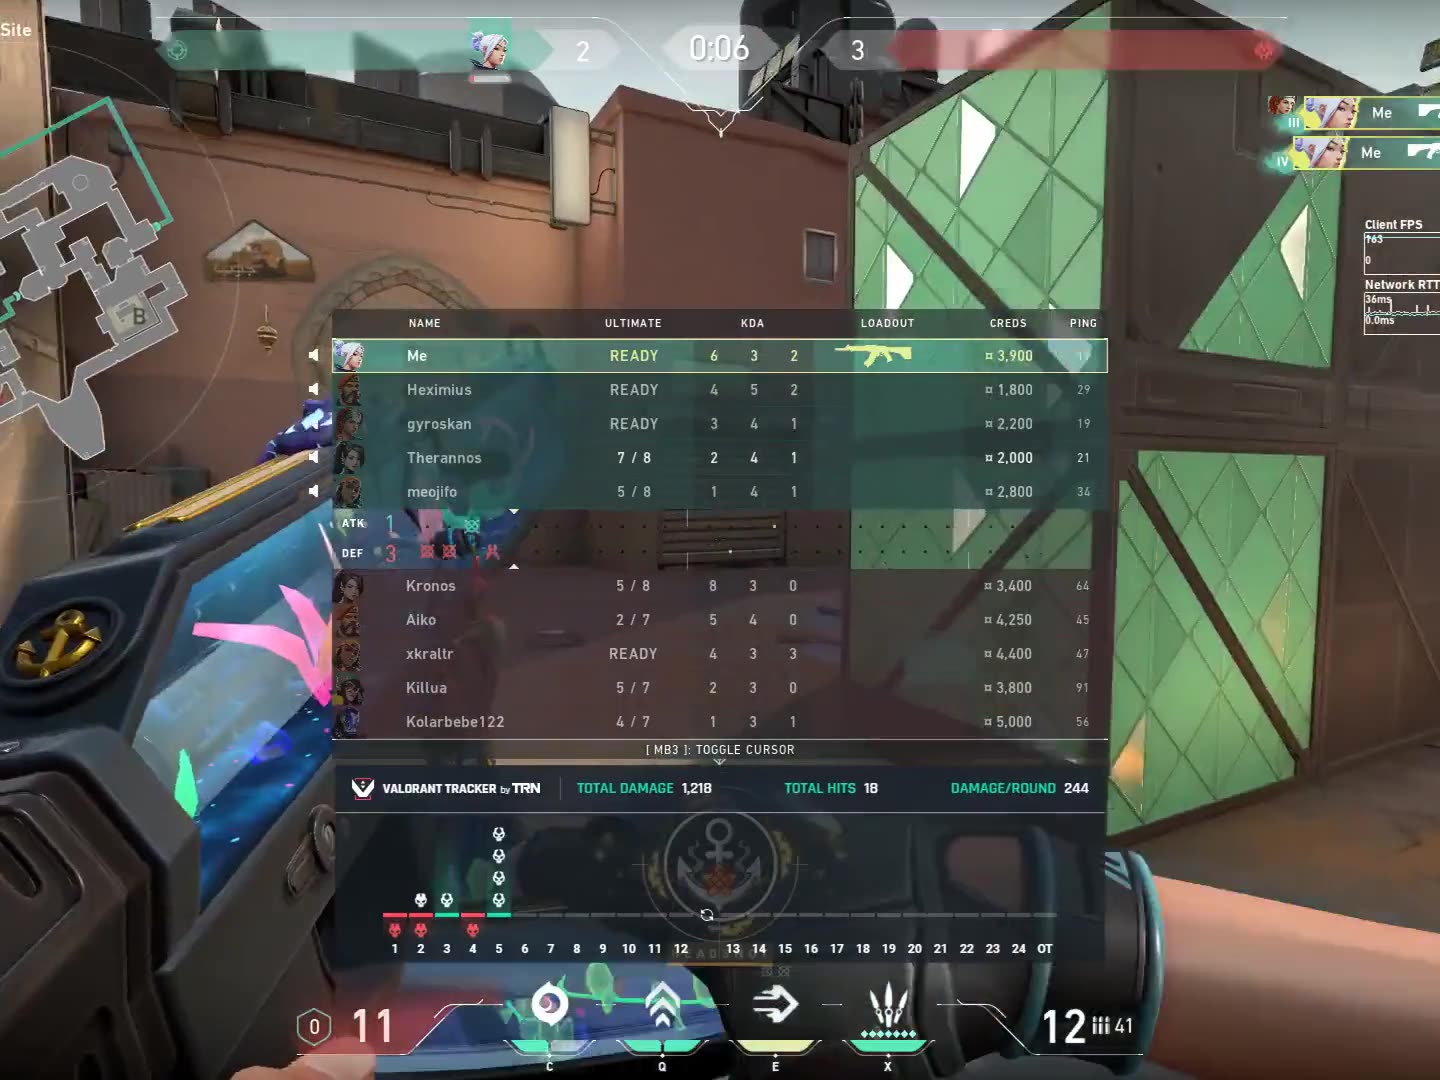 Site
2 0:06 3
III Me
IV Me
Client FPS
163
0
Network RTT
36ms
0.0ms
B
NAME ULTIMATE KDA LOADOUT CREDS PING
Me READY 6 3 2 ¤ 3,900
Heximius READY 4 5 2 ¤ 1,800 29
gyroskan READY 3 4 1 ¤ 2,200 19
Therannos 7 / 8 2 4 1 ¤ 2,000 21
meojifo 5 / 8 1 4 1 ¤ 2,800 34
ATK 1
DEF 3
Kronos 5 / 8 8 3 0 ¤ 3,400 64
Aiko 2 / 7 5 4 0 ¤ 4,250 45
xkraltr READY 4 3 3 ¤ 4,400 47
Killua 5 / 7 2 3 0 ¤ 3,800 91
Kolarbebe122 4 / 7 1 3 1 ¤ 5,000 56
[ MB3 ]: TOGGLE CURSOR
VALORANT TRACKER by TRN TOTAL DAMAGE 1,218 TOTAL HITS 18 DAMAGE/ROUND 244
1 2 3 4 5 6 7 8 9 10 11 12 13 14 15 16 17 18 19 20 21 22 23 24 OT
0 11 12 41
C Q E X